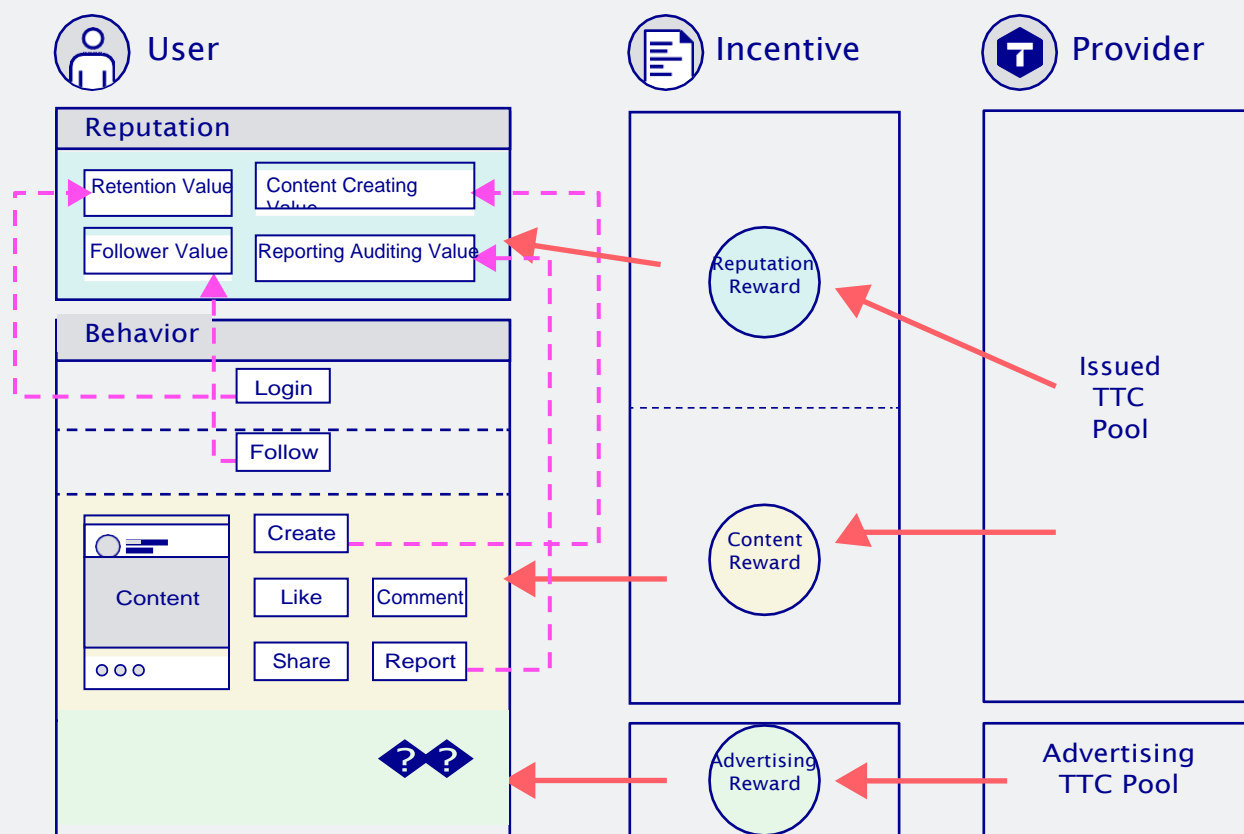 User
Incentive
Provider
Reputation
Retention Value
Content Creating
Value
Follower Value
Reporting Auditing Value
Reputation
Reward
Behavior
Login
Follow
Issued
TTC
Pool
Create
Content
Like
Comment
Share
Report
Content
Reward
??
Advertising
Reward
Advertising
TTC Pool